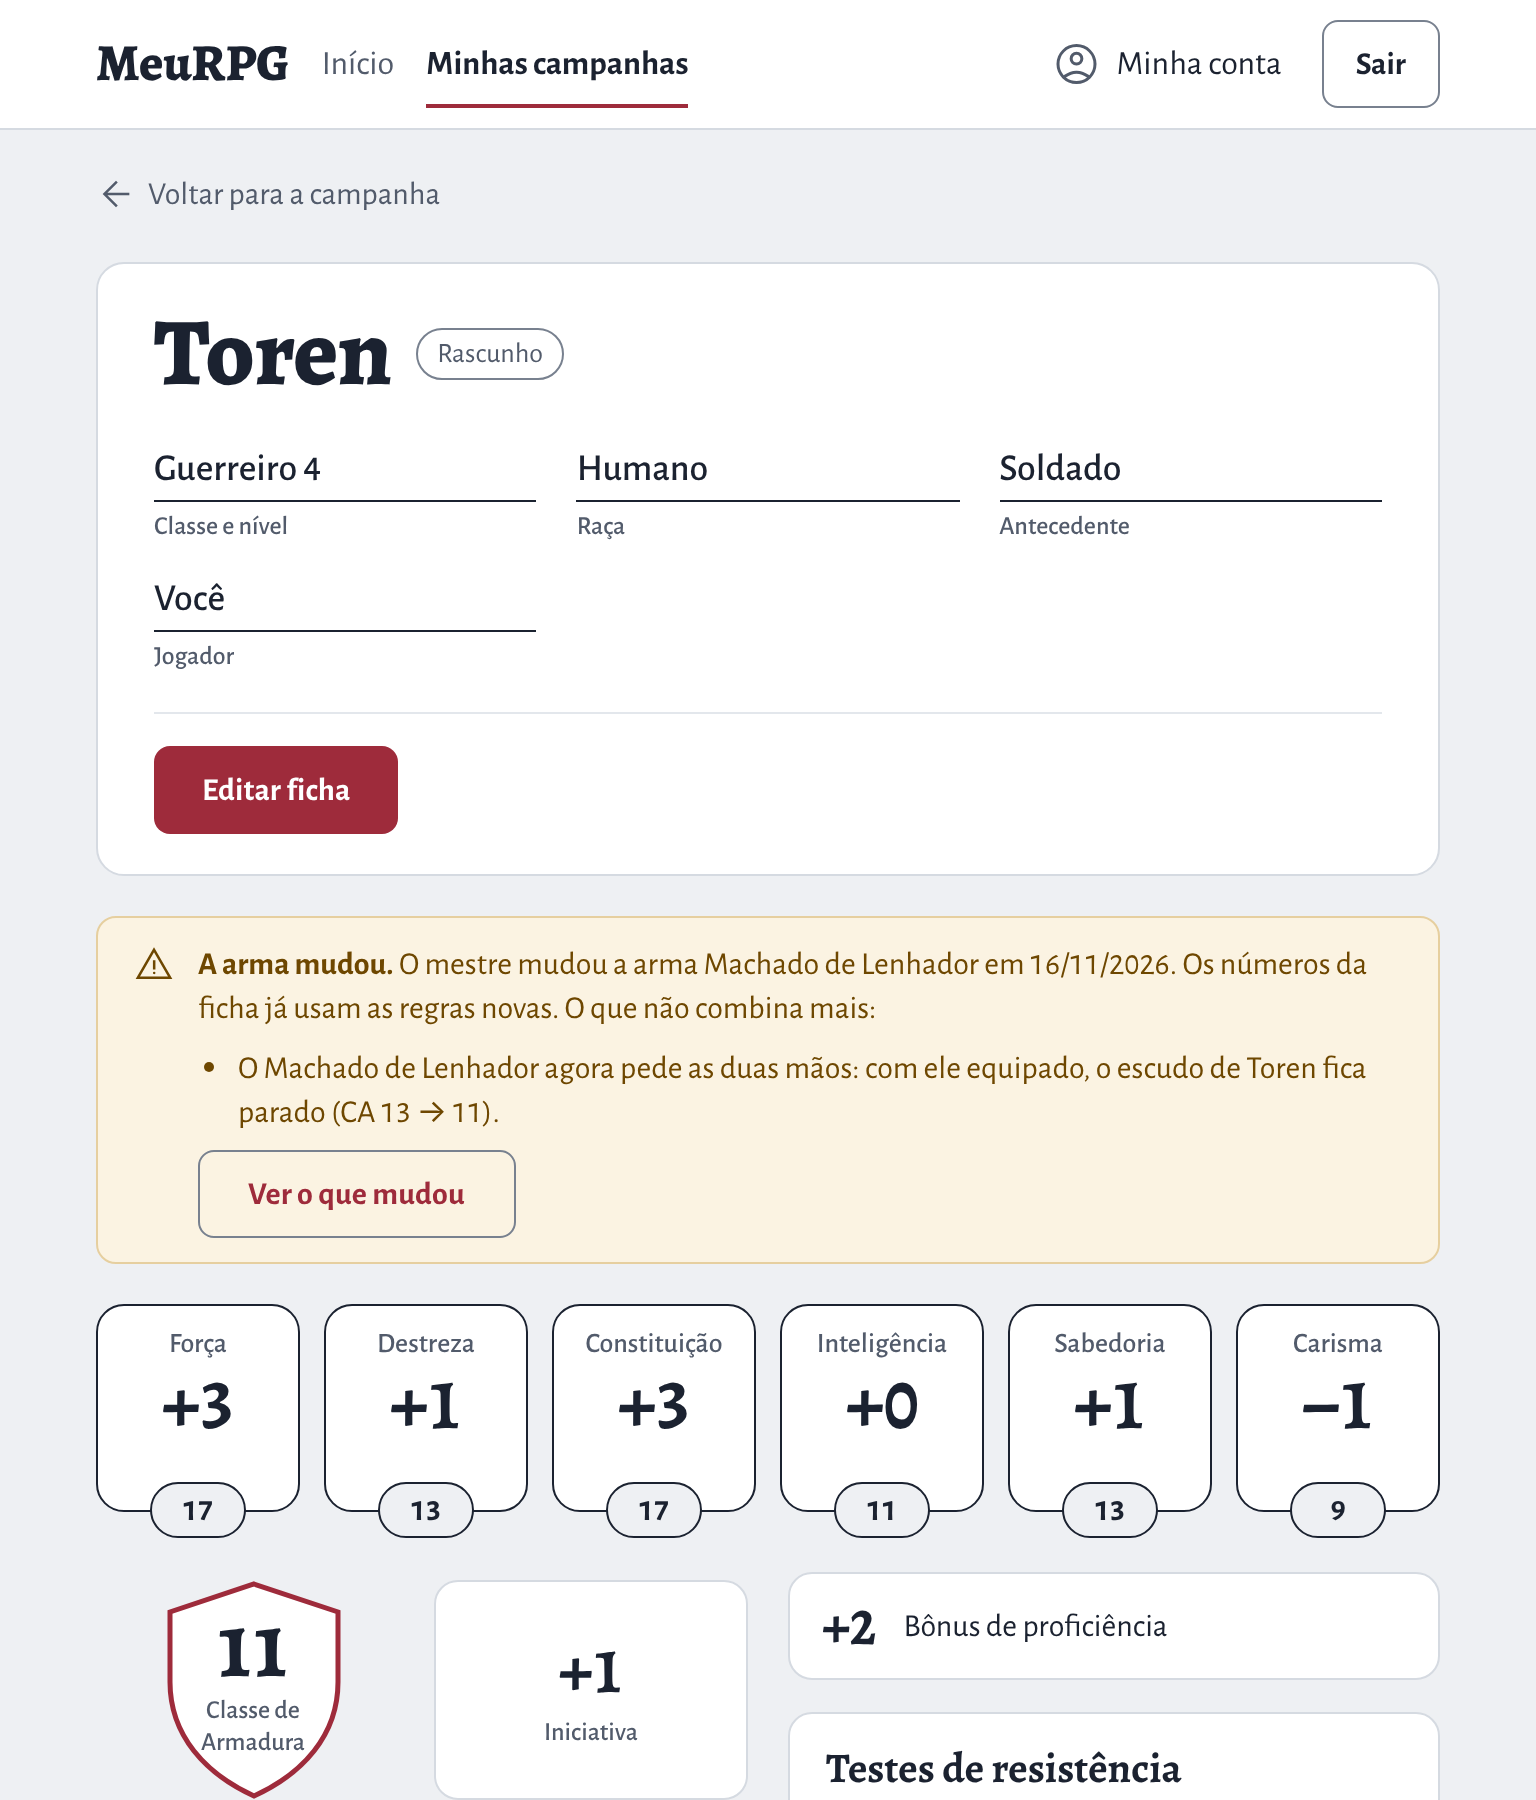 MeuRPG
Início
Minhas campanhas
Minha conta
Sair
Voltar para a campanha
Toren
Rascunho
Guerreiro 4
Classe e nível
Humano
Raça
Soldado
Antecedente
Você
Jogador
Editar ficha
A arma mudou. O mestre mudou a arma Machado de Lenhador em 16/11/2026. Os números da
ficha já usam as regras novas. O que não combina mais:
• O Machado de Lenhador agora pede as duas mãos: com ele equipado, o escudo de Toren fica
parado (CA 13 → 11).
Ver o que mudou
Força
+3
17
Destreza
+1
13
Constituição
+3
17
Inteligência
+0
11
Sabedoria
+1
13
Carisma
−1
9
11
Classe de
Armadura
+1
Iniciativa
+2 Bônus de proficiência
Testes de resistência